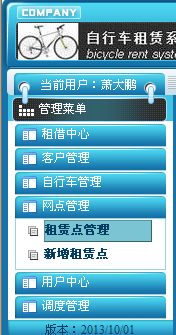 COMPANY
自行车租赁系
bicycle rent syste
当前用户：萧大鹏
管理菜单
租借中心
客户管理
自行车管理
网点管理
租赁点管理
新增租赁点
用户中心
调度管理
版本：2013/10/01